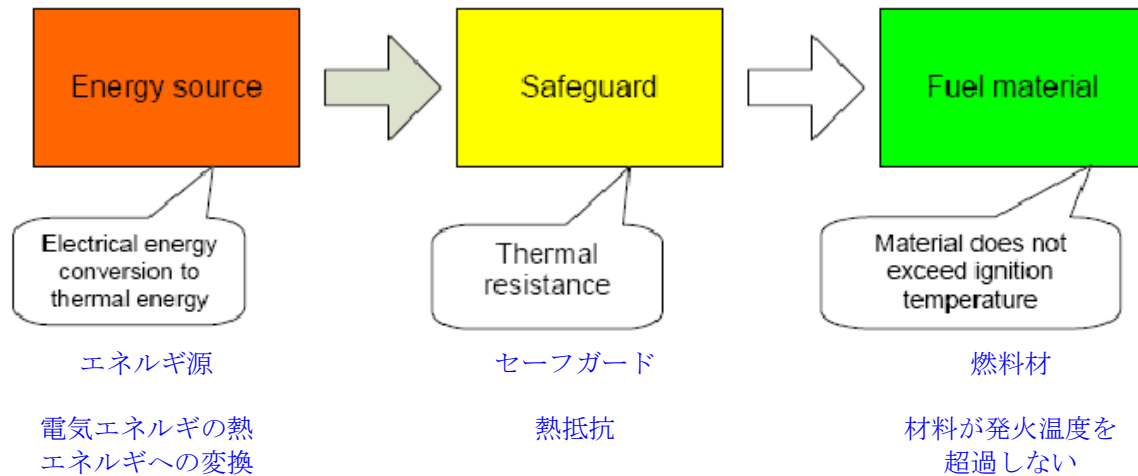 Energy source
Safeguard
Fuel material
Electrical energy
conversion to
thermal energy
Thermal
resistance
Material does not
exceed ignition
temperature
エネルギ源
セーフガード
燃料材
電気エネルギの熱
エネルギへの変換
熱抵抗
材料が発火温度を
超過しない